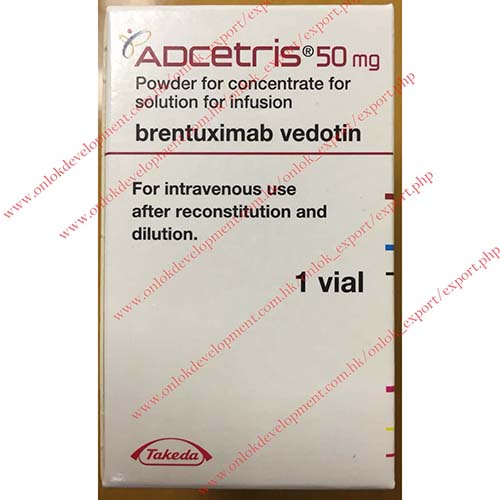 ADCETRIS® 50 mg
Powder for concentrate for
solution for infusion
brentuximab vedotin
For intravenous use
after reconstitution and
dilution.
1 vial
Takeda
www.onlokdevelopment.com.hk/onlok_export/export.php
www.onlokdevelopment.com.hk/onlok_export/export.php
www.onlokdevelopment.com.hk/onlok_export/export.php